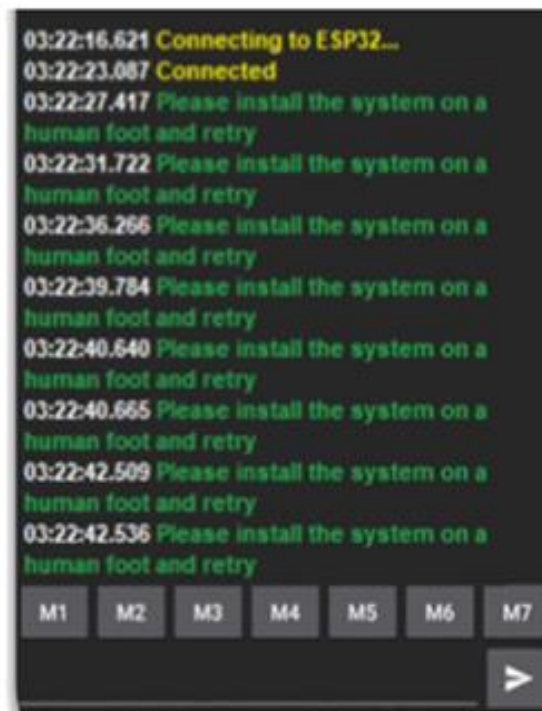 03:22:16.621 Connecting to ESP32...
03:22:23.087 Connected
03:22:27.417 Please install the system on a
human foot and retry
03:22:31.722 Please install the system on a
human foot and retry
03:22:36.266 Please install the system on a
human foot and retry
03:22:39.784 Please install the system on a
human foot and retry
03:22:40.640 Please install the system on a
human foot and retry
03:22:40.665 Please install the system on a
human foot and retry
03:22:42.509 Please install the system on a
human foot and retry
03:22:42.536 Please install the system on a
human foot and retry
M1 M2 M3 M4 M5 M6 M7